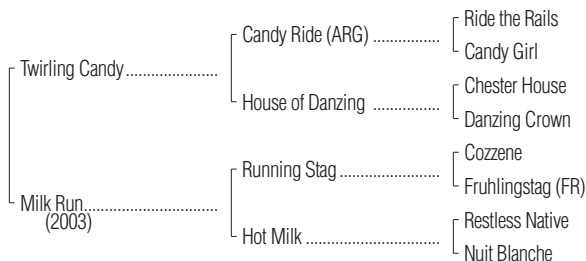 Ride the Rails
Candy Ride (ARG) ..................
Candy Girl
Twirling Candy........................
Chester House
House of Danzing ..................
Danzing Crown
Cozzene
Running Stag ..........................
Fruhlingstag (FR)
Milk Run...................................
(2003)
Restless Native
Hot Milk ...................................
Nuit Blanche